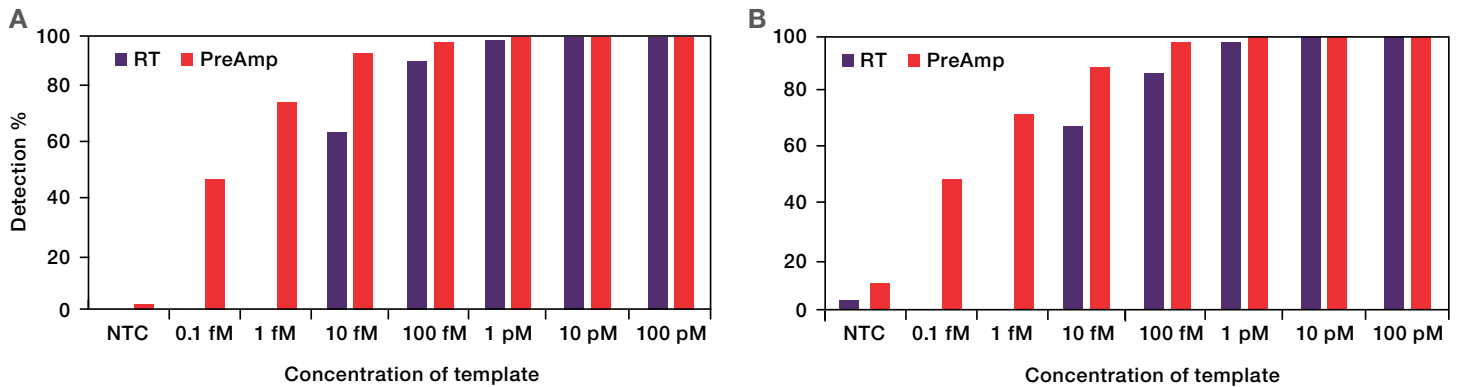 A
RT PreAmp
Detection %
100
80
60
40
20
0
NTC 0.1 fM 1 fM 10 fM 100 fM 1 pM 10 pM 100 pM
Concentration of template
B
RT PreAmp
100
80
60
40
20
0
NTC 0.1 fM 1 fM 10 fM 100 fM 1 pM 10 pM 100 pM
Concentration of template